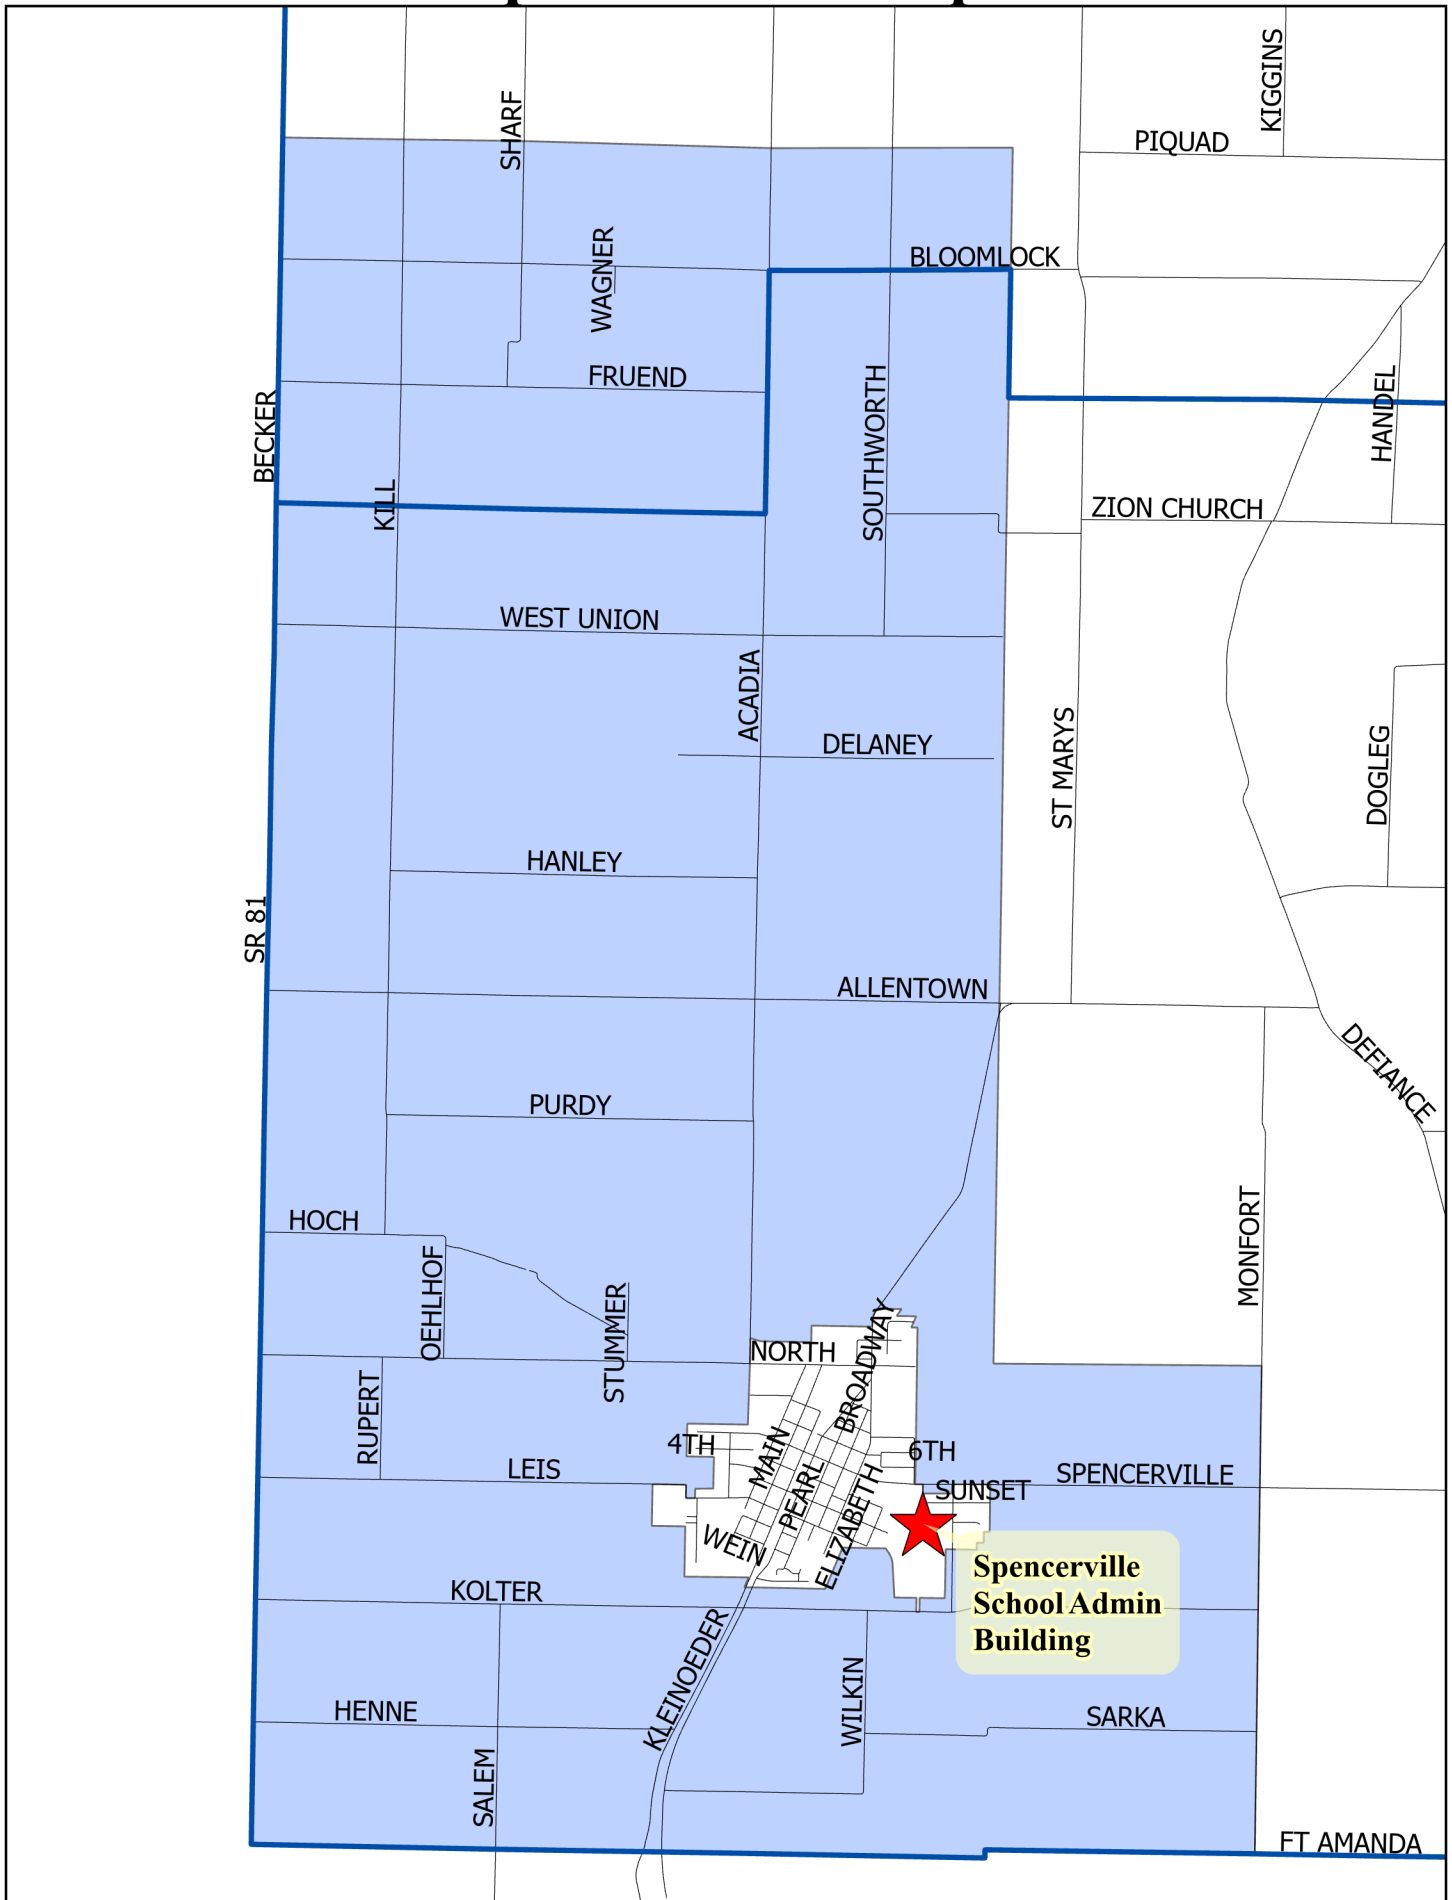 KIGGINS
SHARF
PIQUAD
WAGNER
BLOOMLOCK
FRUEND
SOUTHWORTH
HANDEL
BECKER
KILL
ZION CHURCH
WEST UNION
ACADIA
DELANEY
ST MARYS
DOGLEG
HANLEY
SR 81
ALLENTOWN
DEFIANCE
PURDY
MONFORT
HOCH
OEHLHOF
STUMMER
BROADWAY
NORTH
RUPERT
4TH
MAIN
6TH
LEIS
PEARL
SPENCERVILLE
SUNSET
ELIZABETH
WEIN
Spencerville
School Admin
Building
KOLTER
KLEINOEDER
WILKIN
HENNE
SARKA
SALEM
FT AMANDA